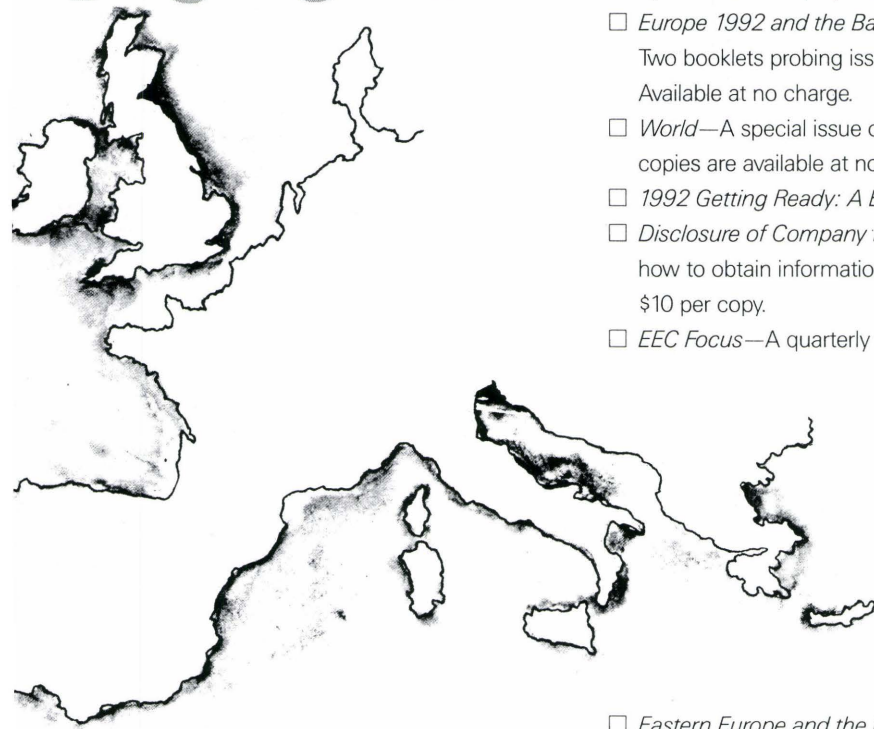 ☐ Europe 1992 and the Ba
Two booklets probing iss
Available at no charge.
☐ World—A special issue
copies are available at no
☐ 1992 Getting Ready: A
☐ Disclosure of Company
how to obtain informatio
$10 per copy.
☐ EEC Focus—A quarterly
☐ Eastern Europe and the